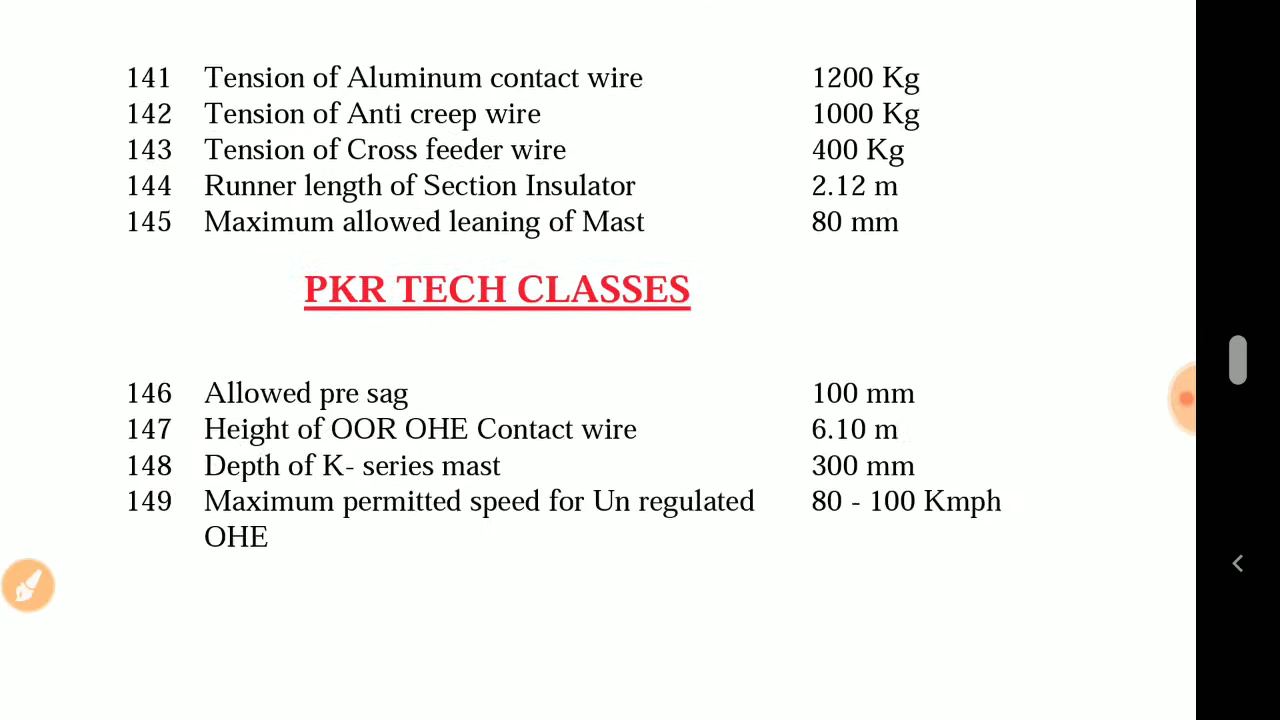 141 Tension of Aluminum contact wire 1200 Kg
142 Tension of Anti creep wire 1000 Kg
143 Tension of Cross feeder wire 400 Kg
144 Runner length of Section Insulator 2.12 m
145 Maximum allowed leaning of Mast 80 mm
PKR TECH CLASSES
146 Allowed pre sag 100 mm
147 Height of OOR OHE Contact wire 6.10 m
148 Depth of K- series mast 300 mm
149 Maximum permitted speed for Un regulated 80 - 100 Kmph
OHE